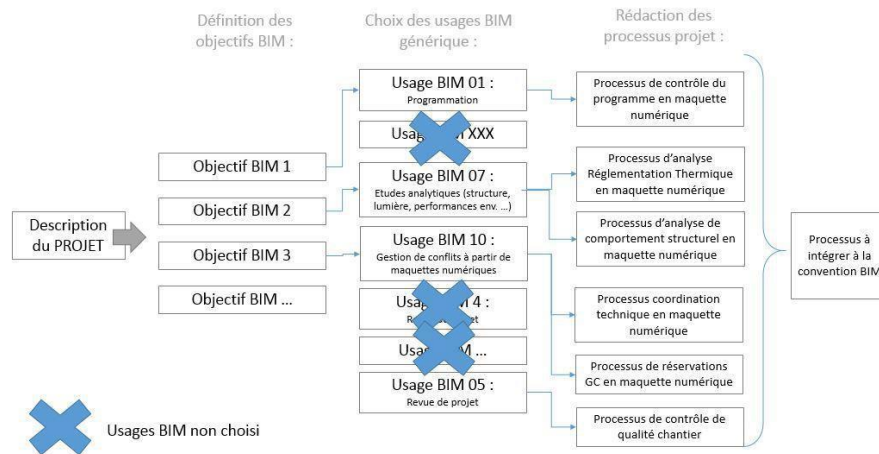 Définition des
objectifs BIM :
Choix des usages BIM
générique :
Rédaction des
processus projet :
Description
du PROJET
Objectif BIM 1
Objectif BIM 2
Objectif BIM 3
Objectif BIM ...
Usage BIM 01 :
Programmation
XXX
Usage BIM 07 :
Etudes analytiques (structure,
lumière, performances env. ...)
Usage BIM 10 :
Gestion de conflits à partir de
maquettes numériques
4 :
...
Usage BIM 05 :
Revue de projet
Processus de contrôle du
programme en maquette
numérique
Processus d'analyse
Réglementation Thermique
en maquette numérique
Processus d'analyse de
comportement structurel en
maquette numérique
Processus coordination
technique en maquette
numérique
Processus de réservations
GC en maquette numérique
Processus de contrôle de
qualité chantier
Processus à
intégrer à la
convention BIM
Usages BIM non choisi